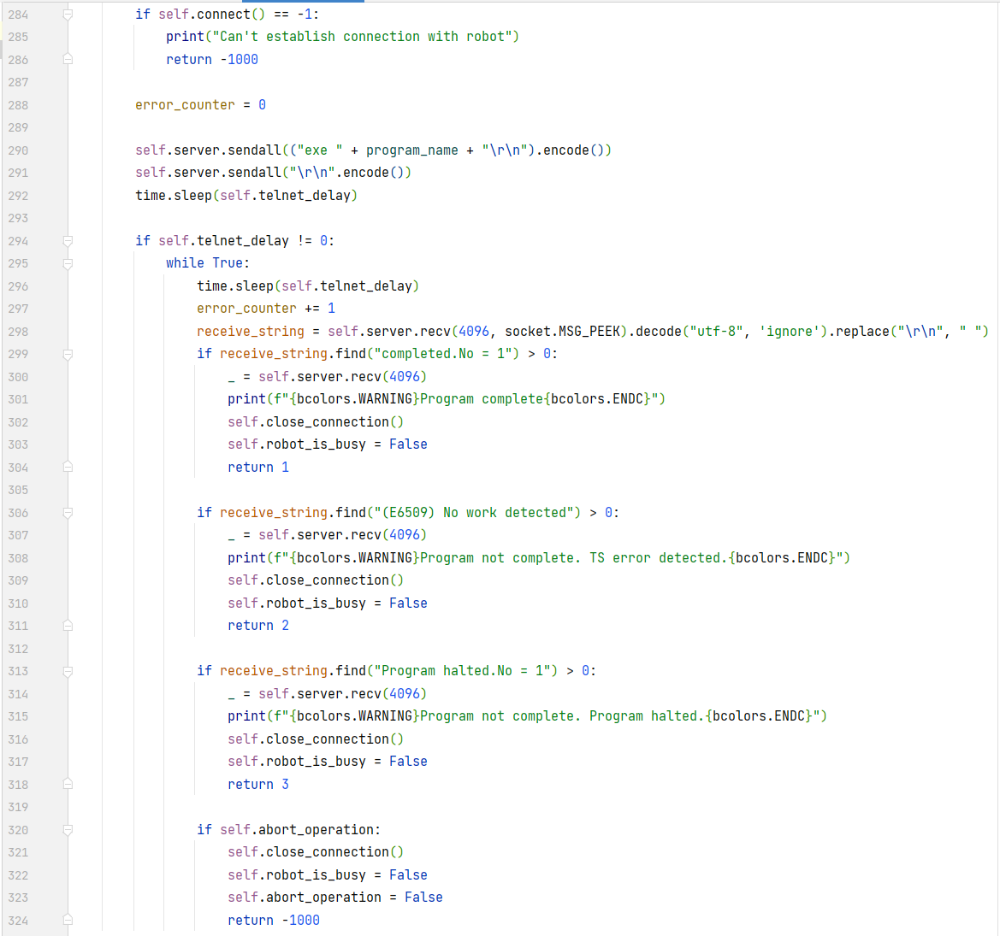 284 if self.connect() == -1:
285 print("Can't establish connection with robot")
286 return -1000
287
288 error_counter = 0
289
290 self.server.sendall(("exe " + program_name + "\r\n").encode())
291 self.server.sendall("\r\n".encode())
292 time.sleep(self.telnet_delay)
293
294 if self.telnet_delay != 0:
295 while True:
296 time.sleep(self.telnet_delay)
297 error_counter += 1
298 receive_string = self.server.recv(4096, socket.MSG_PEEK).decode("utf-8", 'ignore').replace("\r\n", " ")
299 if receive_string.find("completed.No = 1") > 0:
300 _ = self.server.recv(4096)
301 print(f"{bcolors.WARNING}Program complete{bcolors.ENDC}")
302 self.close_connection()
303 self.robot_is_busy = False
304 return 1
305
306 if receive_string.find("(E6509) No work detected") > 0:
307 _ = self.server.recv(4096)
308 print(f"{bcolors.WARNING}Program not complete. TS error detected.{bcolors.ENDC}")
309 self.close_connection()
310 self.robot_is_busy = False
311 return 2
312
313 if receive_string.find("Program halted.No = 1") > 0:
314 _ = self.server.recv(4096)
315 print(f"{bcolors.WARNING}Program not complete. Program halted.{bcolors.ENDC}")
316 self.close_connection()
317 self.robot_is_busy = False
318 return 3
319
320 if self.abort_operation:
321 self.close_connection()
322 self.robot_is_busy = False
323 self.abort_operation = False
324 return -1000